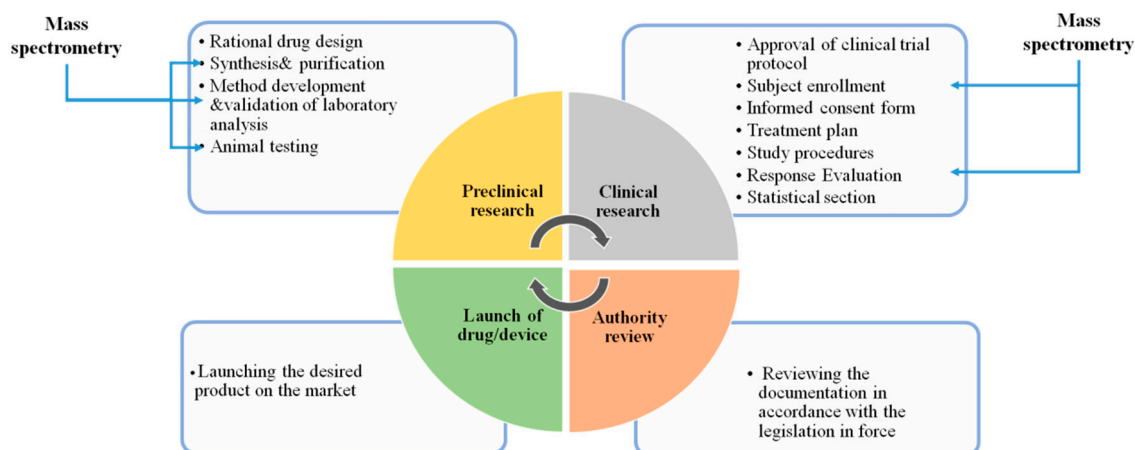 Mass
spectrometry
• Rational drug design
• Synthesis& purification
• Method development
&validation of laboratory
analysis
• Animal testing
Mass
spectrometry
• Approval of clinical trial
protocol
• Subject enrollment
• Informed consent form
• Treatment plan
• Study procedures
• Response Evaluation
• Statistical section
Preclinical
research
Clinical
research
Launch of
drug/device
Authority
review
• Launching the desired
product on the market
• Reviewing the
documentation in
accordance with the
legislation in force